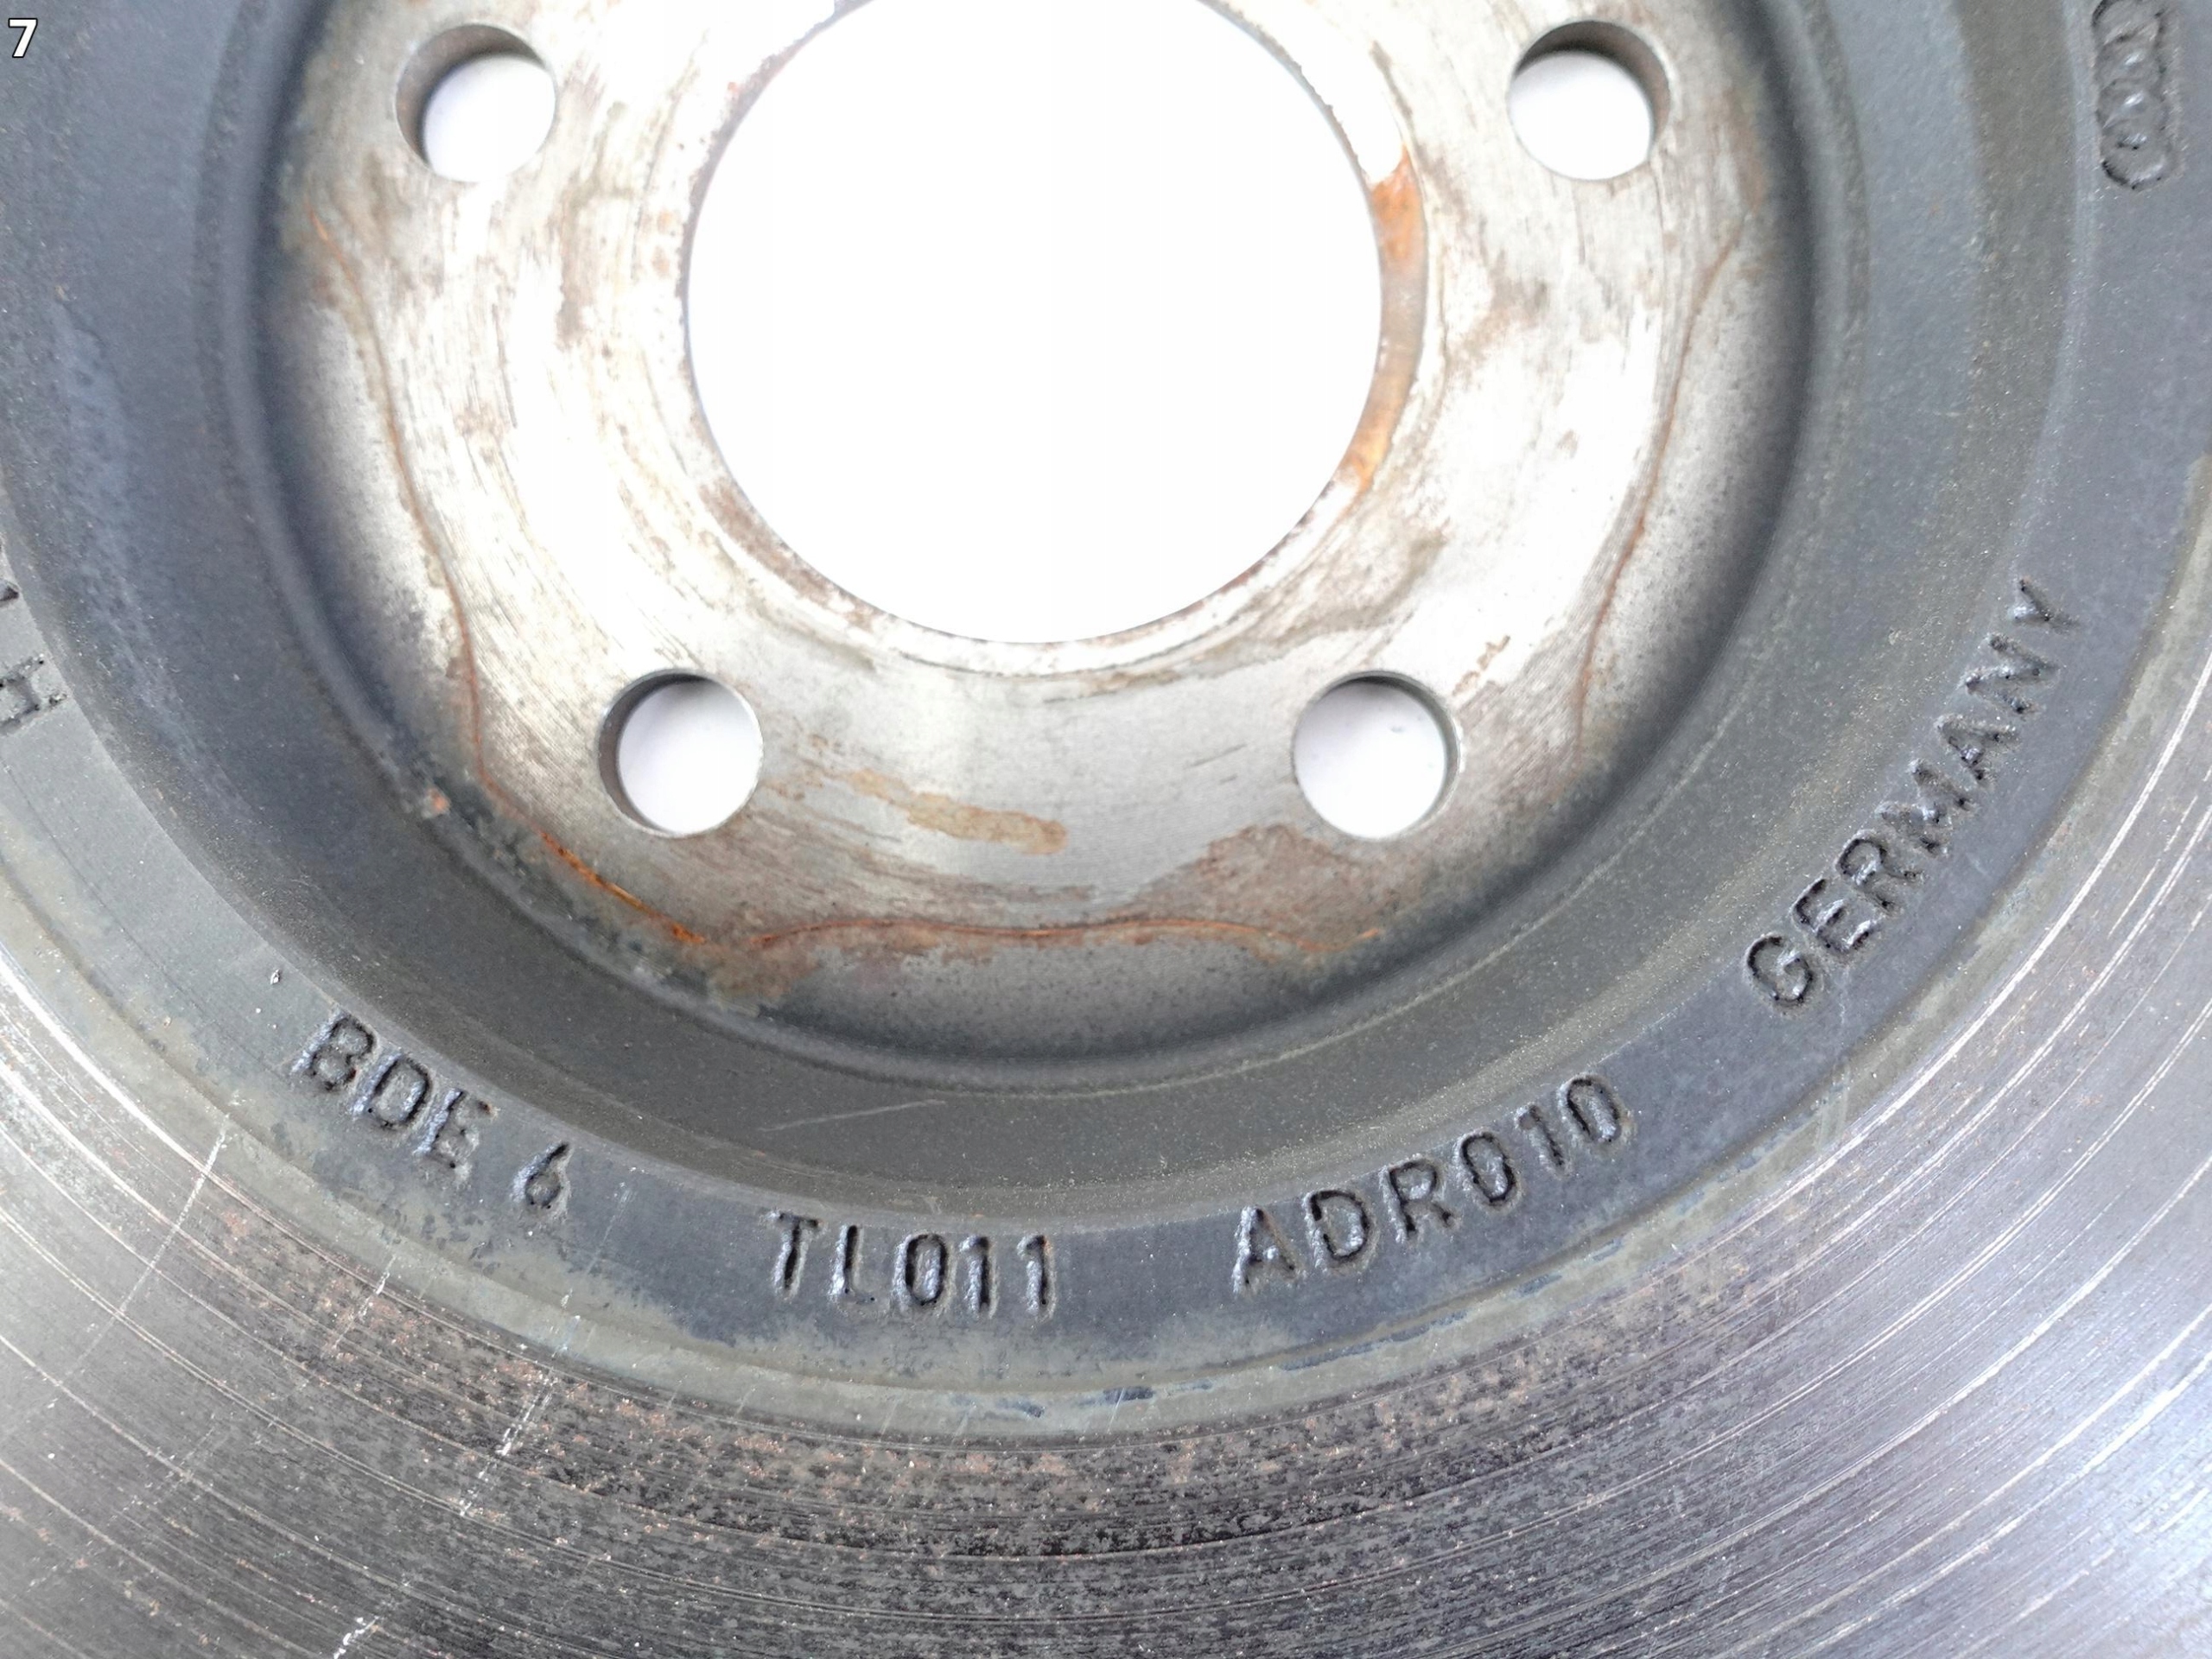 7
BDE 6 TL011 ADR010 GERMANY